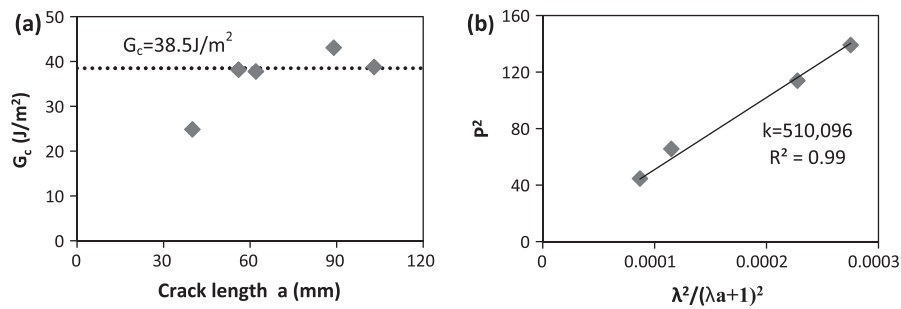 (a)
50
40
30
20
10
0
G_c (J/m²)
G_c=38.5J/m²
0 30 60 90 120
Crack length a (mm)
(b)
160
120
80
40
0
P²
k=510,096
R² = 0.99
0 0.0001 0.0002 0.0003
λ²/(λa+1)²